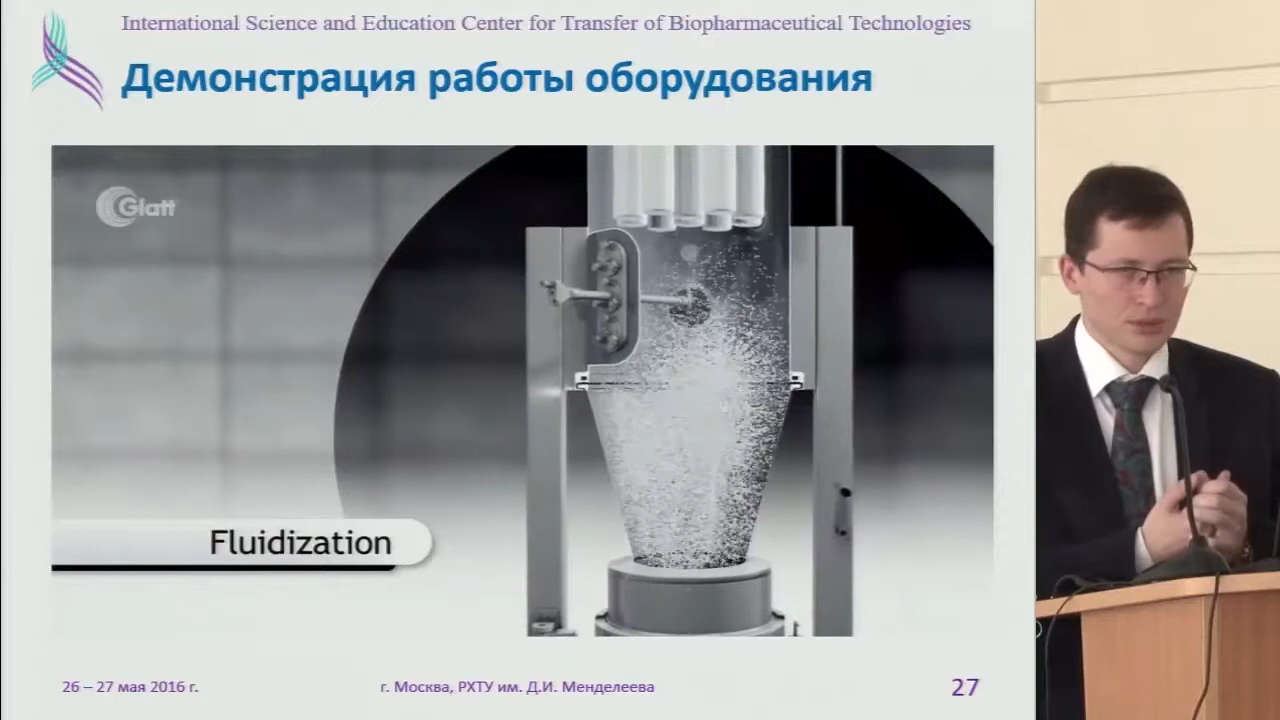 International Science and Education Center for Transfer of Biopharmaceutical Technologies
Демонстрация работы оборудования
Glatt
Fluidization
26 – 27 мая 2016 г.
г. Москва, РХТУ им. Д.И. Менделеева
27